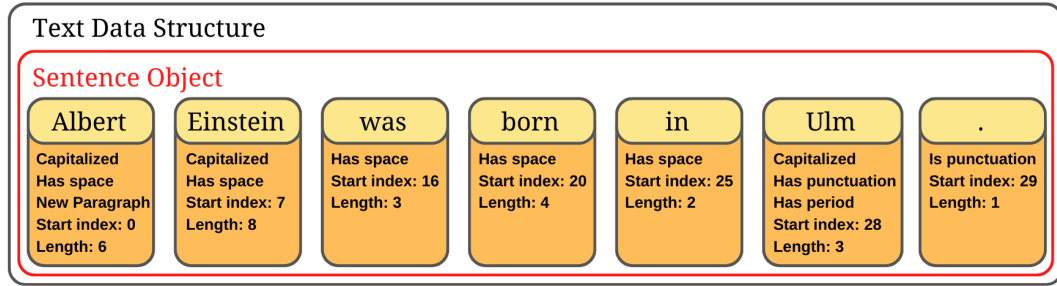 Text Data Structure
Sentence Object
Albert
Capitalized
Has space
New Paragraph
Start index: 0
Length: 6
Einstein
Capitalized
Has space
Start index: 7
Length: 8
was
Has space
Start index: 16
Length: 3
born
Has space
Start index: 20
Length: 4
in
Has space
Start index: 25
Length: 2
Ulm
Capitalized
Has punctuation
Has period
Start index: 28
Length: 3
.
Is punctuation
Start index: 29
Length: 1